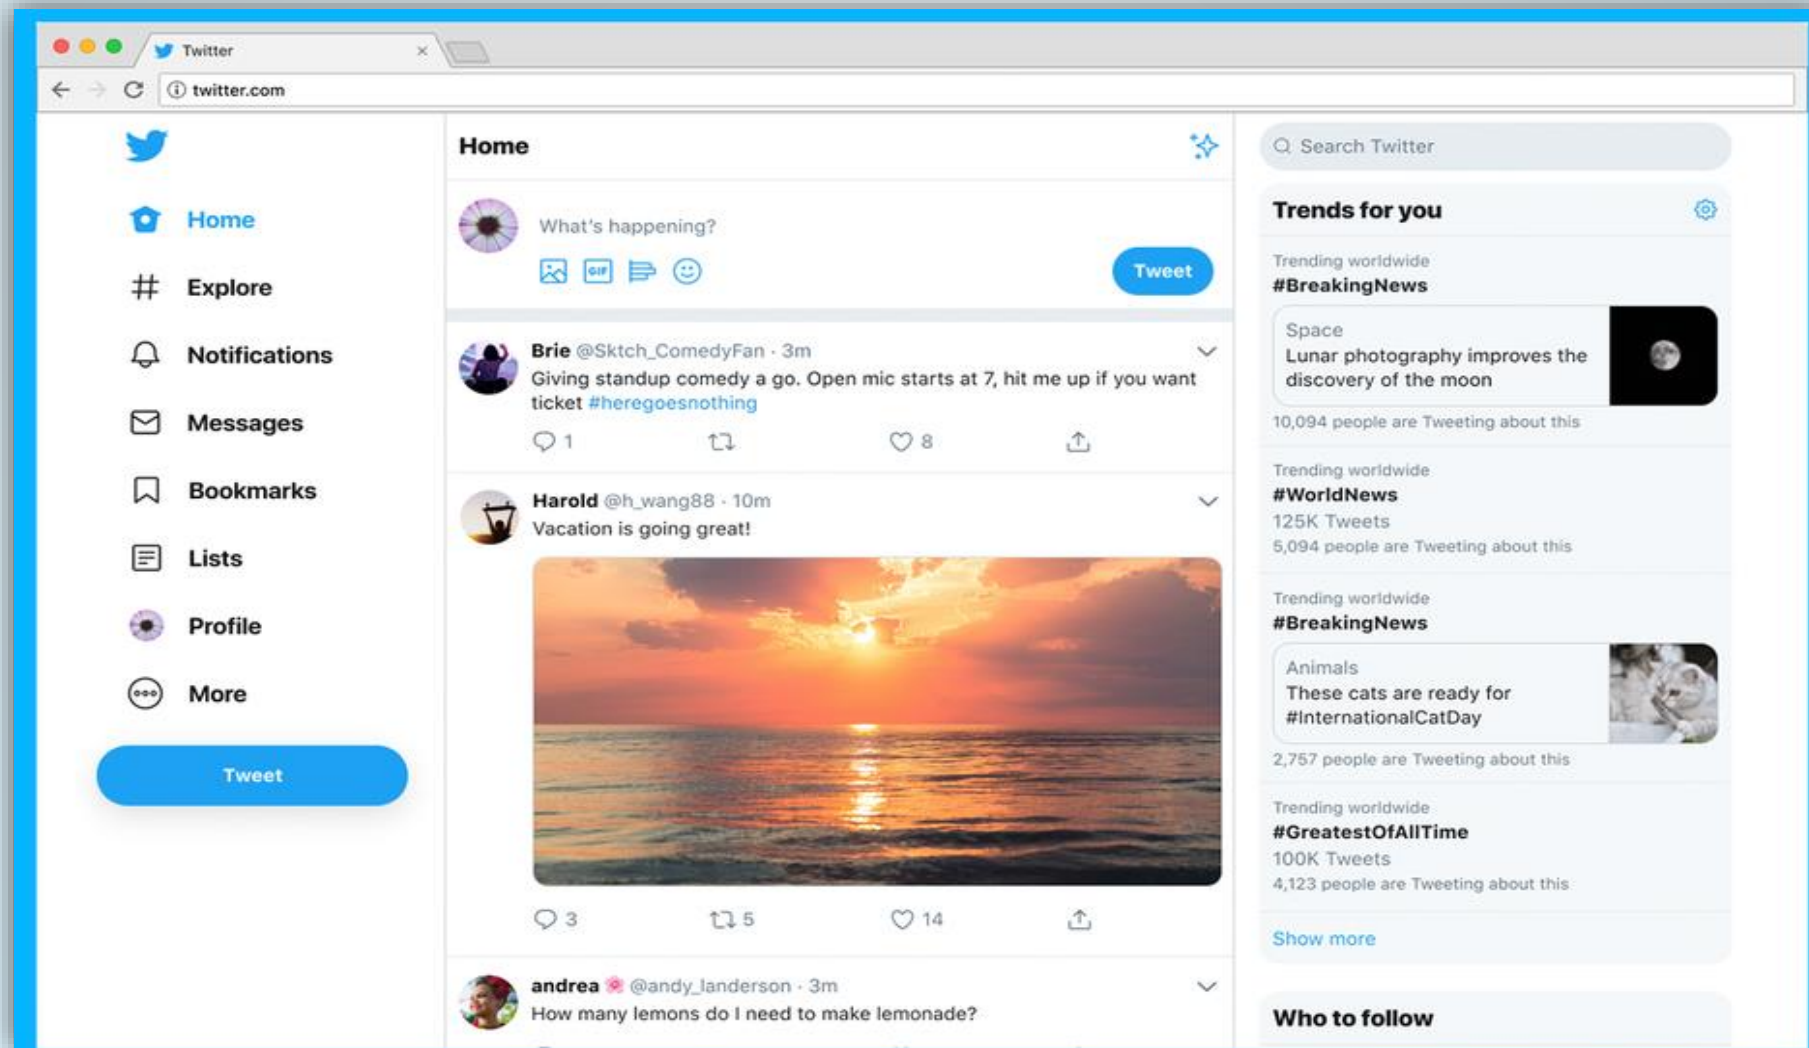 Twitter
twitter.com
Home
Explore
Notifications
Messages
Bookmarks
Lists
Profile
More
Tweet
Home
What's happening?
GIF
Tweet
Brie @Sktch_ComedyFan · 3m
Giving standup comedy a go. Open mic starts at 7, hit me up if you want
ticket #heregoesnothing
1
8
Harold @h_wang88 · 10m
Vacation is going great!
3
5
14
andrea @andy_landerson · 3m
How many lemons do I need to make lemonade?
Search Twitter
Trends for you
Trending worldwide
#BreakingNews
Space
Lunar photography improves the
discovery of the moon
10,094 people are Tweeting about this
Trending worldwide
#WorldNews
125K Tweets
5,094 people are Tweeting about this
Trending worldwide
#BreakingNews
Animals
These cats are ready for
#InternationalCatDay
2,757 people are Tweeting about this
Trending worldwide
#GreatestOfAllTime
100K Tweets
4,123 people are Tweeting about this
Show more
Who to follow